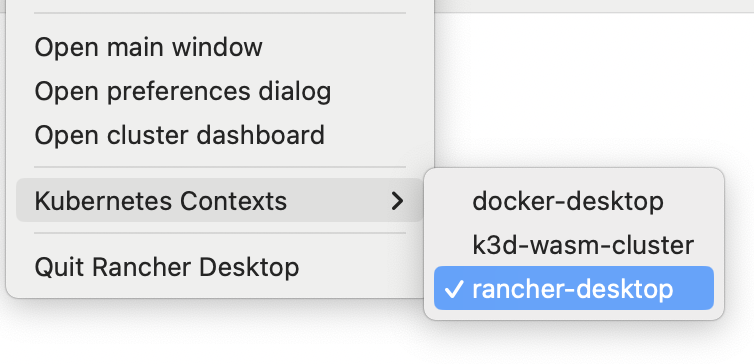 Open main window
Open preferences dialog
Open cluster dashboard
Kubernetes Contexts
docker-desktop
k3d-wasm-cluster
✓ rancher-desktop
Quit Rancher Desktop